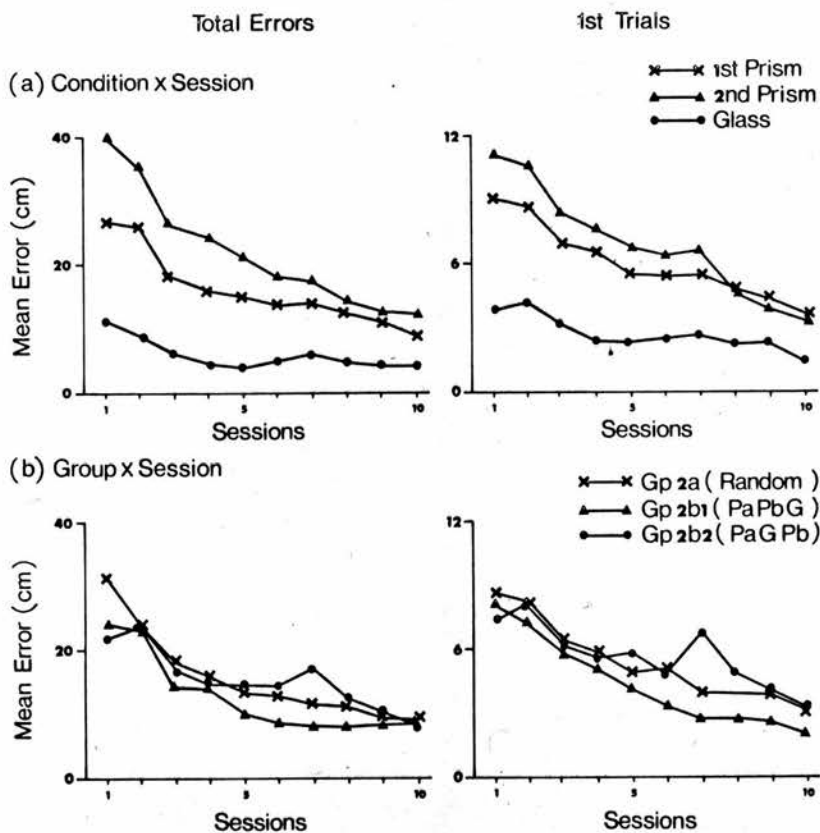 Total Errors
1st Trials
1st Prism
2nd Prism
Glass
(a) Condition x Session
Mean Error (cm)
40
20
0
1
5
10
Sessions
12
6
0
1
5
10
Sessions
(b) Group x Session
Gp 2a (Random)
Gp 2b1 (PaPbG)
Gp 2b2 (PaGPb)
Mean Error (cm)
40
20
0
1
5
10
Sessions
12
6
0
1
5
10
Sessions